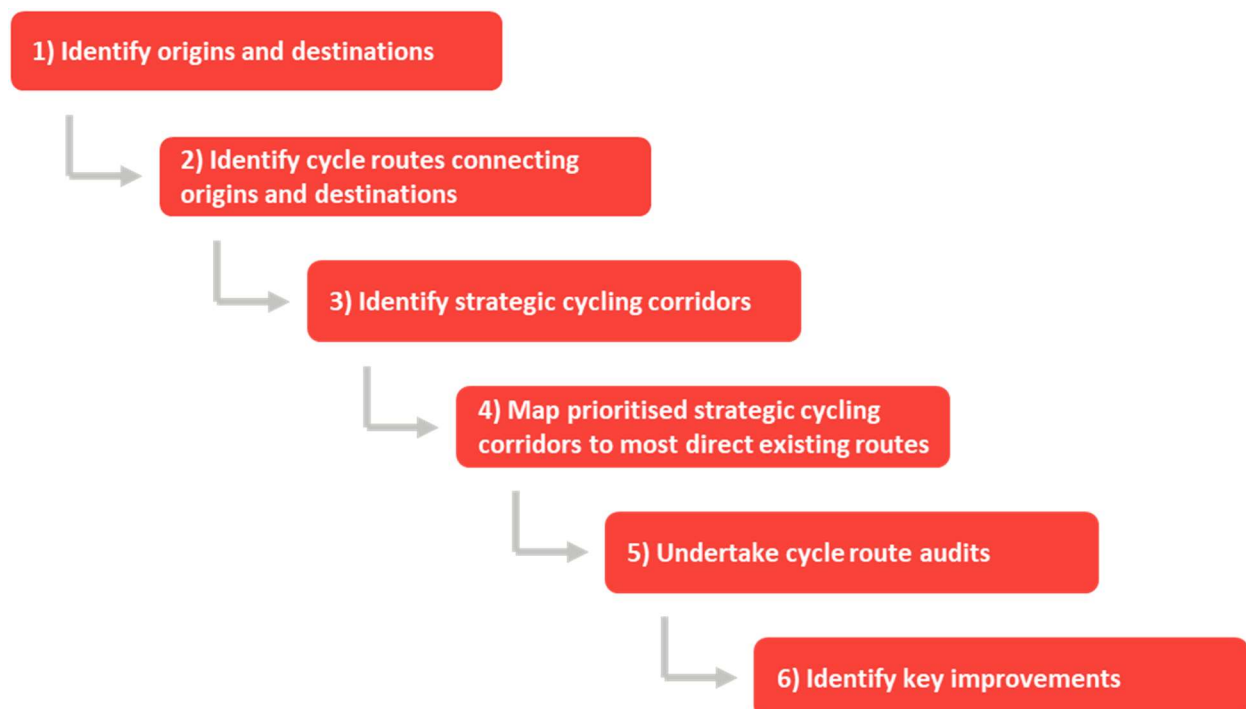 1) Identify origins and destinations
2) Identify cycle routes connecting
origins and destinations
3) Identify strategic cycling corridors
4) Map prioritised strategic cycling
corridors to most direct existing routes
5) Undertake cycle route audits
6) Identify key improvements